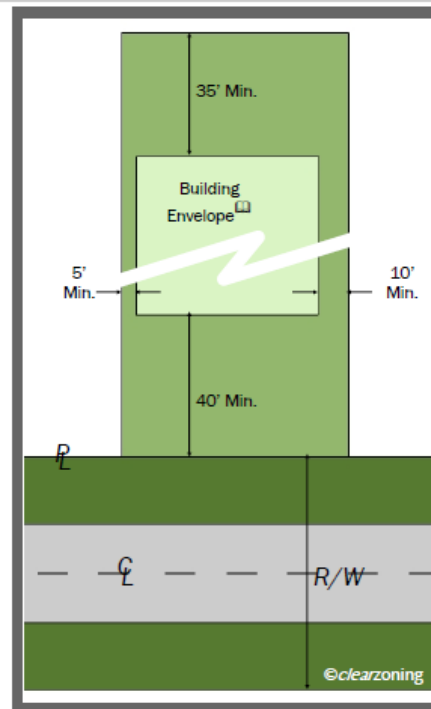 35' Min.
Building
Envelope
5'
Min.
10'
Min.
40' Min.
PL
CL
R/W
©clearzoning